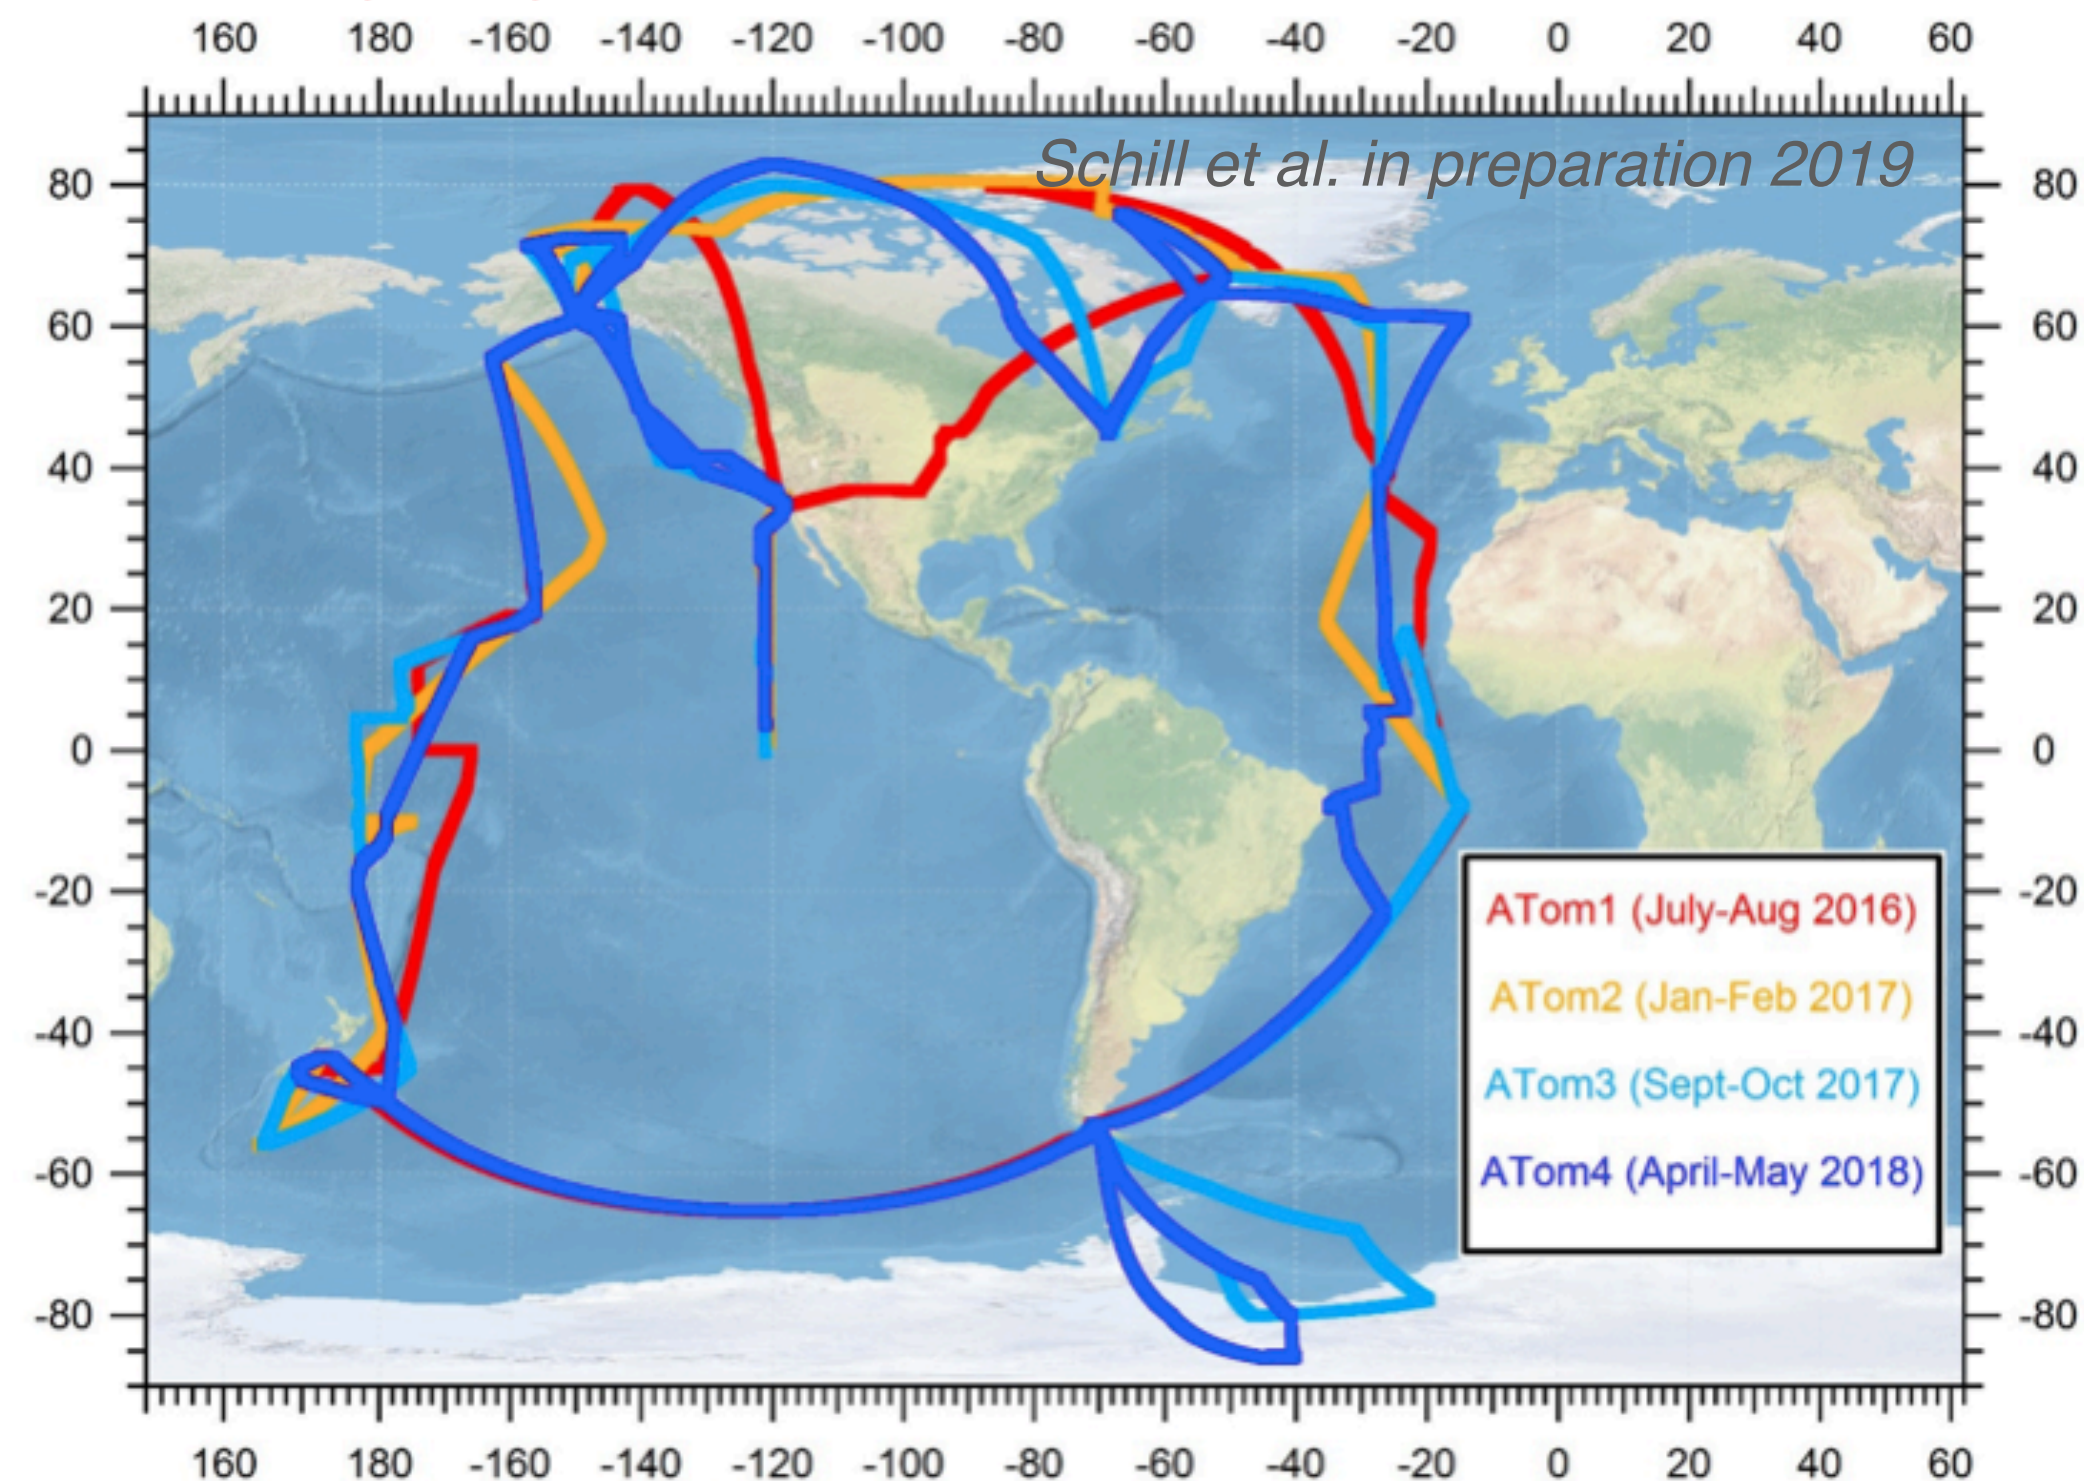 160 180 -160 -140 -120 -100 -80 -60 -40 -20 0 20 40 60
Schill et al. in preparation 2019
80 80
60 60
40 40
20 20
0 0
-20 -20
-40 -40
-60 -60
-80 -80
ATom1 (July-Aug 2016)
ATom2 (Jan-Feb 2017)
ATom3 (Sept-Oct 2017)
ATom4 (April-May 2018)
160 180 -160 -140 -120 -100 -80 -60 -40 -20 0 20 40 60